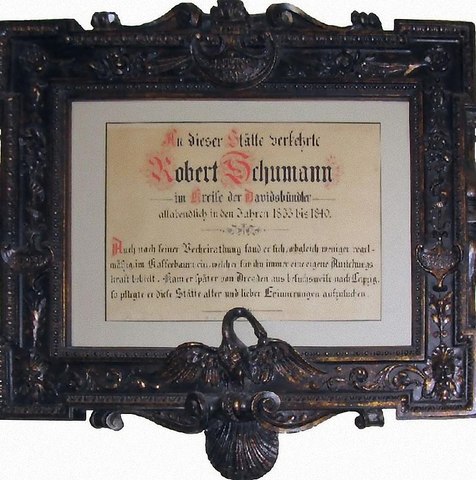 An dieser Stätte verkehrte
Robert Schumann
im Kreise der Davidsbündler
allabendlich in den Jahren 1833 bis 1840.
Auch nach seiner Verheirathung fand er sich, obgleich weniger regel-
mäßig im Kaffeebaum ein, welcher für ihn immer eine eigene Anziehungs
kraft behielt. Kam er später von Dresden aus besuchsweise nach Leipzig,
so pflegte er diese Stätte alter und lieber Erinnerungen aufzusuchen.